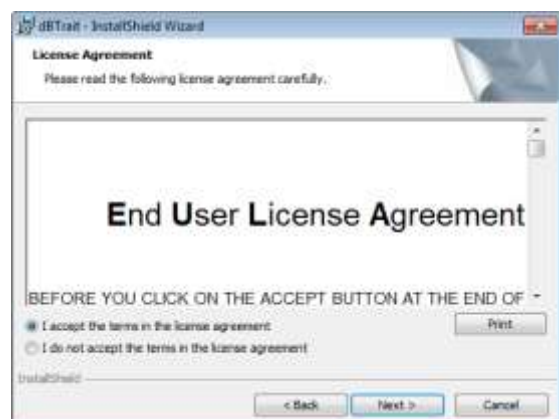 dBTrait - InstallShield Wizard
License Agreement
Please read the following license agreement carefully.
End User License Agreement
BEFORE YOU CLICK ON THE ACCEPT BUTTON AT THE END OF
I accept the terms in the license agreement
Print
I do not accept the terms in the license agreement
InstallShield
< Back
Next >
Cancel